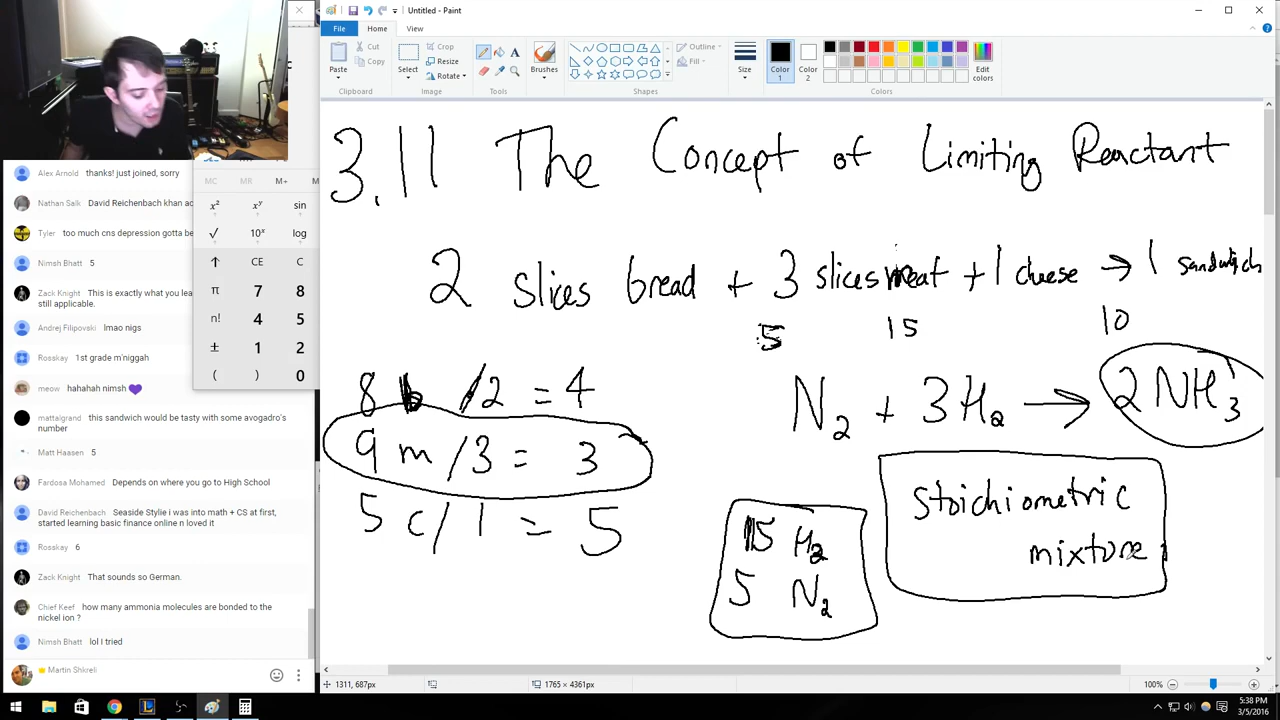 Untitled - Paint
File Home View
Paste
Cut
Copy
Clipboard
Select
Crop
Resize
Rotate
Image
Tools
Brushes
Shapes
Outline
Fill
Size
Color 1
Color 2
Edit colors
Colors
Alex Arnold thanks! just joined, sorry
Nathan Salk David Reichenbach khan ac
Tyler too much cns depression gotta be
Nimsh Bhatt 5
Zack Knight This is exactly what you lea
still applicable.
Andrej Filipovski lmao nigs
Rosskay 1st grade m'niggah
meow hahahah nimsh 💜
mattalgrand this sandwich would be tasty with some avogadro's
number
Matt Haasen 5
Fardosa Mohamed Depends on where you go to High School
David Reichenbach Seaside Stylie i was into math + CS at first,
started learning basic finance online n loved it
Rosskay 6
Zack Knight That sounds so German.
Chief Keef how many ammonia molecules are bonded to the
nickel ion ?
Nimsh Bhatt lol I tried
Martin Shkreli
MC MR M+ M
x² xʸ sin
√ 10ˣ log
↑ CE C
π 7 8
n! 4 5
± 1 2
( ) 0
3.11 The Concept of Limiting Reactant
2 slices bread + 3 slices meat + 1 cheese → 1 sandwich
5 15 10
N₂ + 3H₂ → 2 NH₃
8 b / 2 = 4
9 m / 3 = 3
5 c / 1 = 5
15 H₂
5 N₂
stoichiometric
mixture
1311, 687px
1765 × 4361px
100%
5:38 PM
3/5/2016